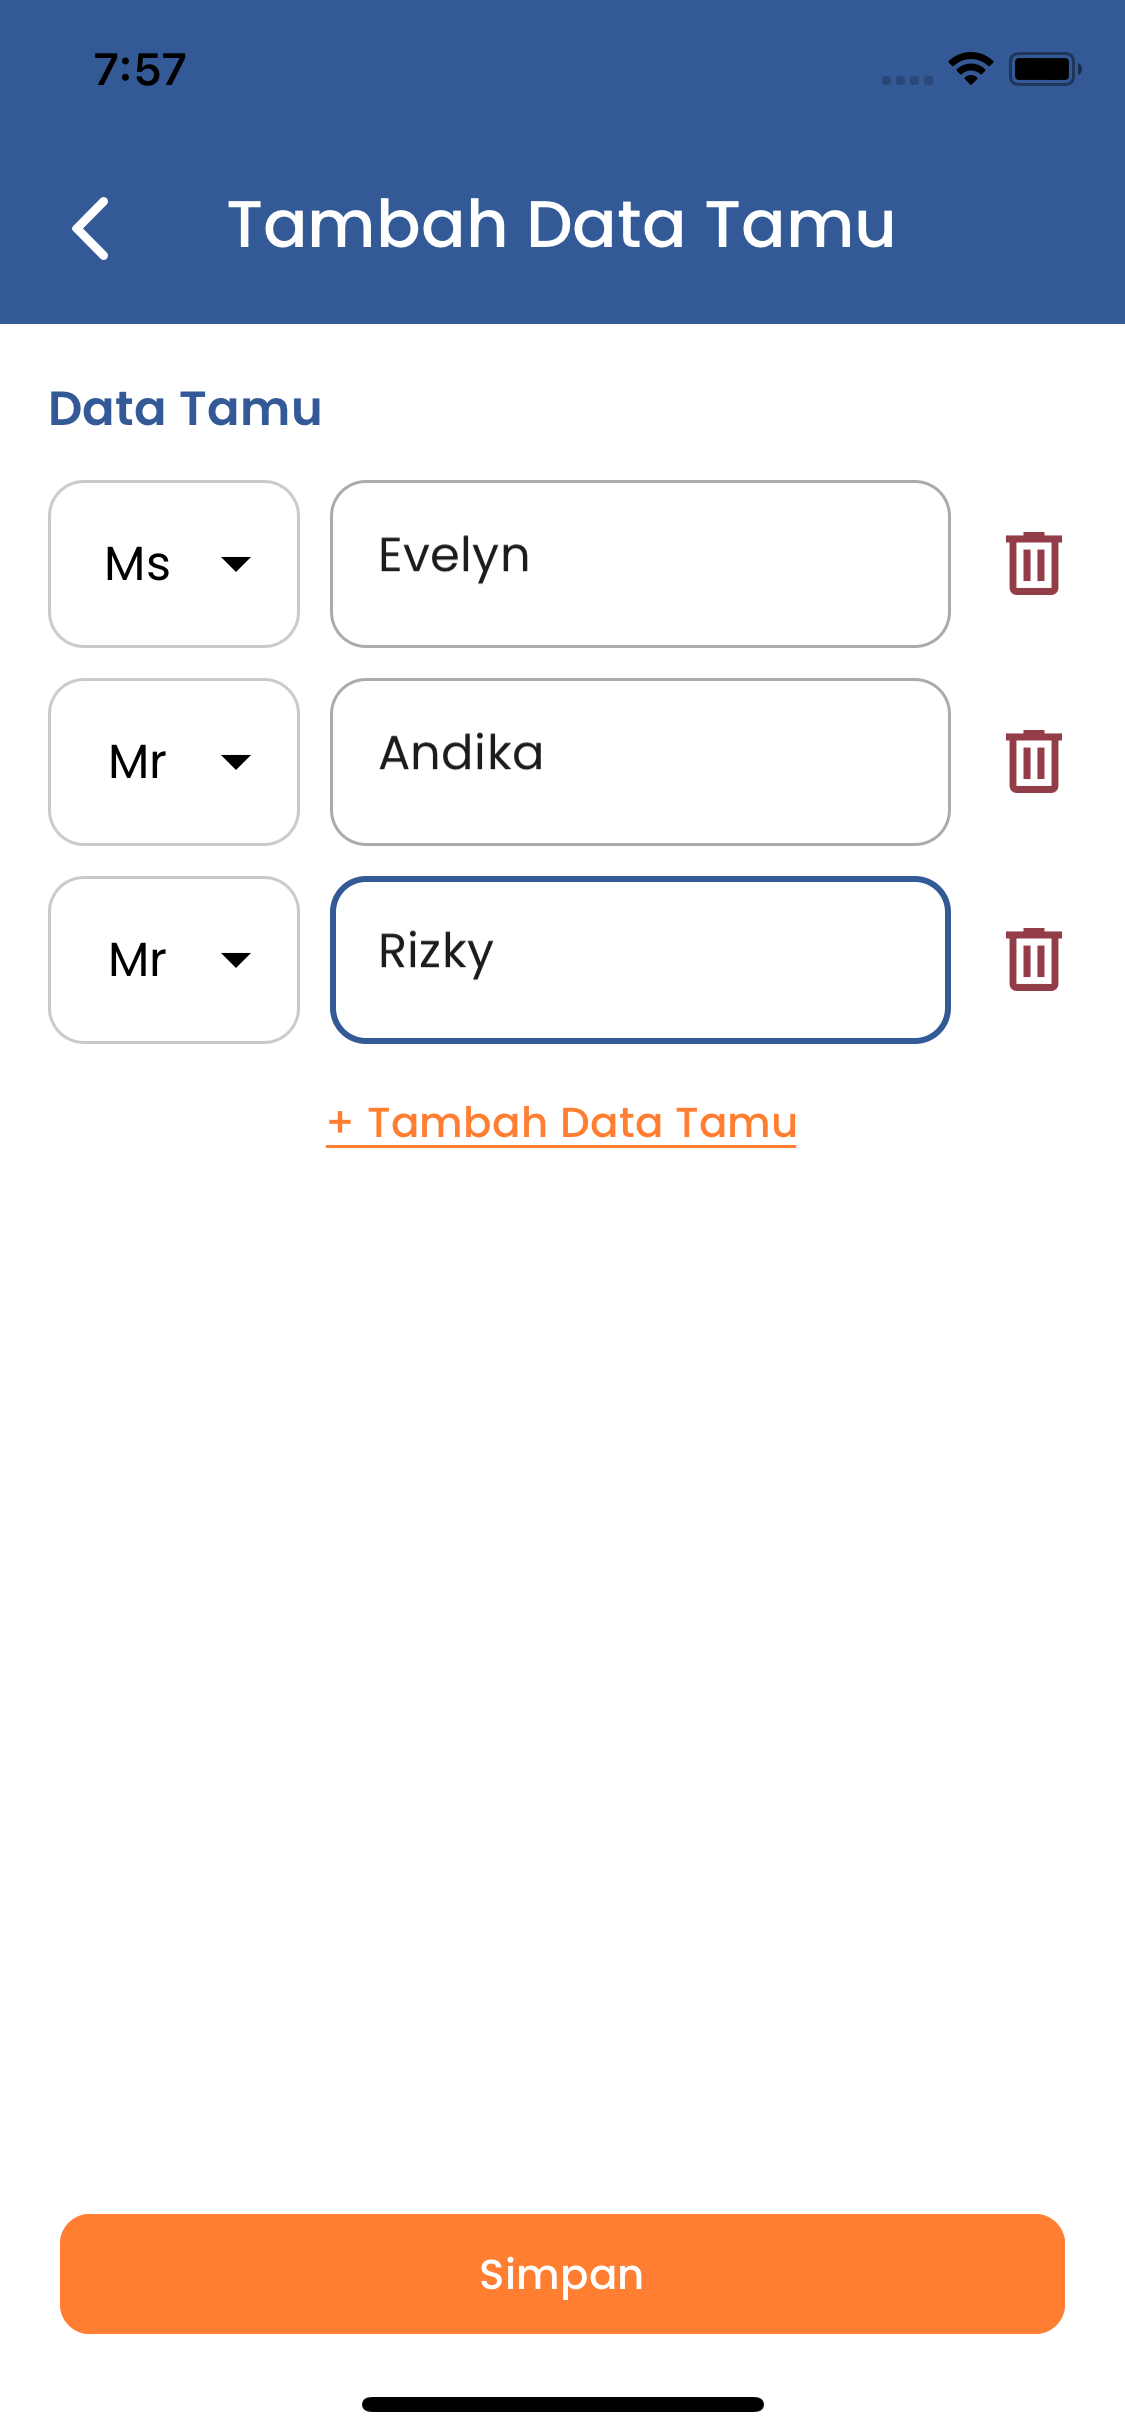 7:57
Tambah Data Tamu
Data Tamu
Ms Evelyn
Mr Andika
Mr Rizky
+ Tambah Data Tamu
Simpan